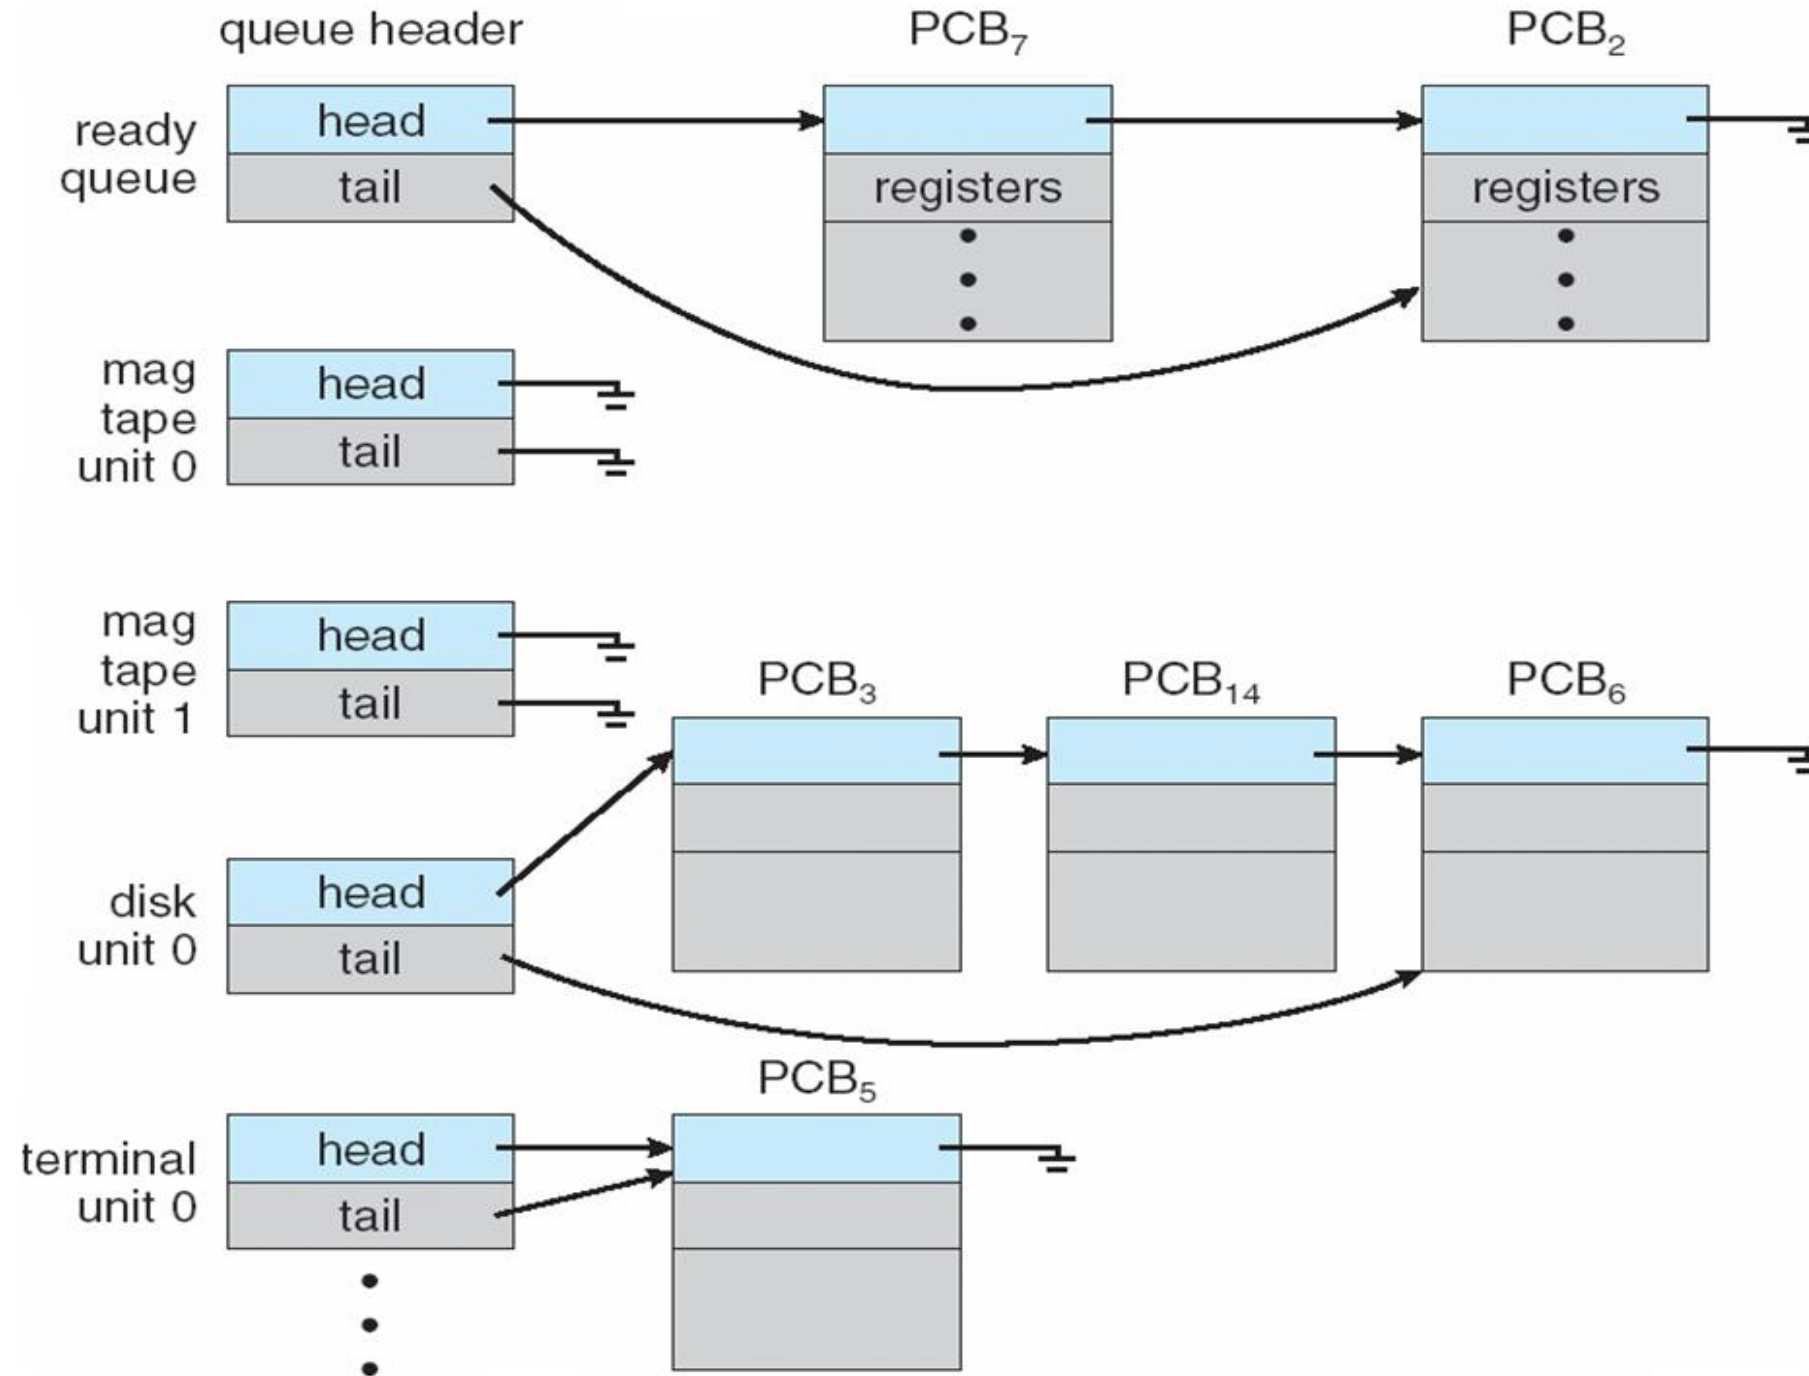 queue header
PCB₇
PCB₂
ready
queue
head
tail
registers
registers
mag
tape
unit 0
head
tail
mag
tape
unit 1
head
tail
PCB₃
PCB₁₄
PCB₆
disk
unit 0
head
tail
PCB₅
terminal
unit 0
head
tail